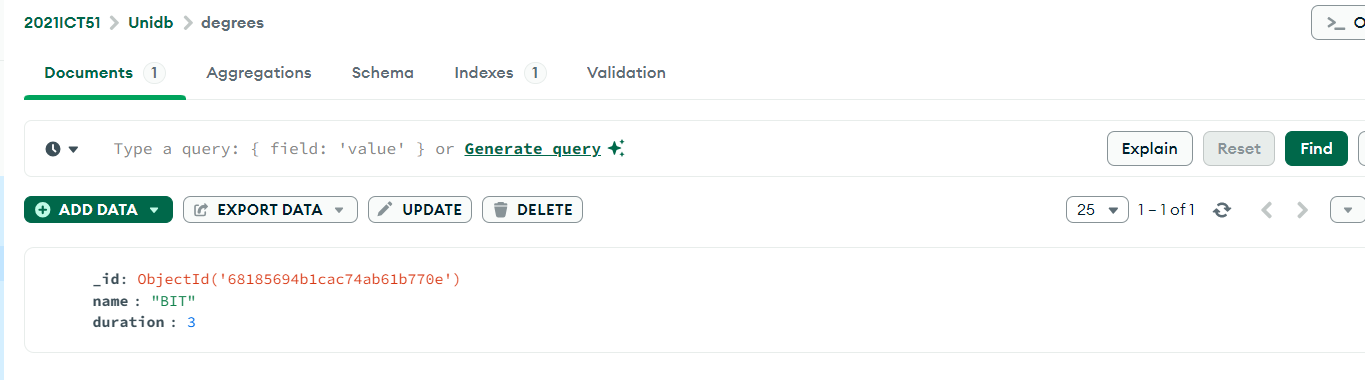 2021ICT51 > Unidb > degrees
>_ O
Documents 1 Aggregations Schema Indexes 1 Validation
Type a query: { field: 'value' } or Generate query
Explain Reset Find
ADD DATA EXPORT DATA UPDATE DELETE
25 1 – 1 of 1
_id: ObjectId('68185694b1cac74ab61b770e')
name : "BIT"
duration : 3